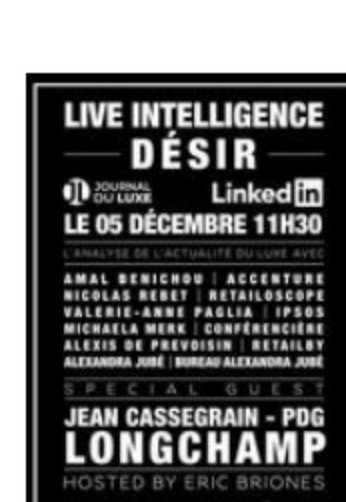 LIVE INTELLIGENCE
DÉSIR
JOURNAL DU LUXE LinkedIn
LE 05 DÉCEMBRE 11H30
L'ANALYSE DE L'ACTUALITÉ DU LUXE AVEC
AMAL BENICHOU | ACCENTURE
NICOLAS REBET | RETAILOSCOPE
VALERIE-ANNE PAGLIA | IPSOS
MICHAELA MERK | CONFÉRENCIÈRE
ALEXIS DE PREVOISIN | RETAILBY
ALEXANDRA JUBÉ | BUREAU ALEXANDRA JUBÉ
SPECIAL GUEST
JEAN CASSEGRAIN - PDG
LONGCHAMP
HOSTED BY ERIC BRIONES